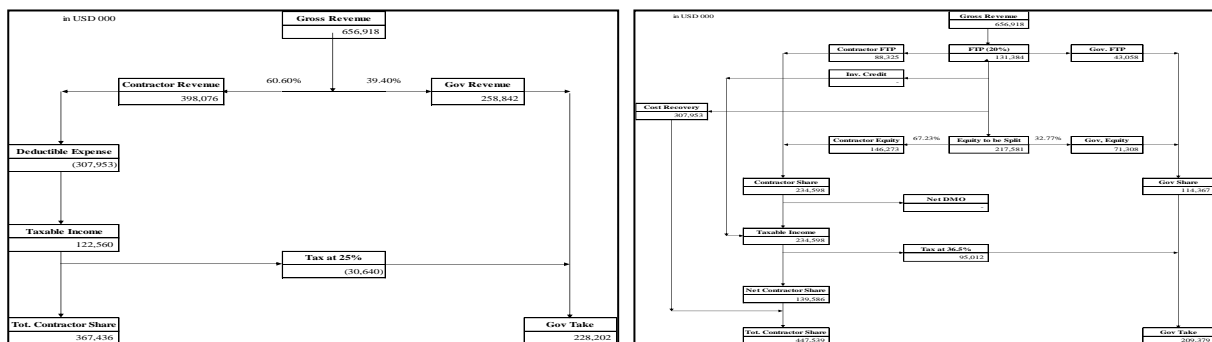 in USD 000
Gross Revenue
656,918
60.60%
39.40%
Contractor Revenue
398,076
Gov Revenue
258,842
Deductible Expense
(307,953)
Taxable Income
122,560
Tax at 25%
(30,640)
Tot. Contractor Share
367,436
Gov Take
228,202
in USD 000
Gross Revenue
656,918
Contractor FTP
88,325
FTP (20%)
131,384
Gov. FTP
43,058
Inv. Credit
-
Cost Recovery
307,953
Contractor Equity
146,273
67.23%
Equity to be Split
217,581
32.77%
Gov, Equity
71,308
Contractor Share
234,598
Gov Share
114,367
Net DMO
-
Taxable Income
234,598
Tax at 36.5%
95,012
Net Contractor Share
139,586
Tot. Contractor Share
447,539
Gov Take
209,379